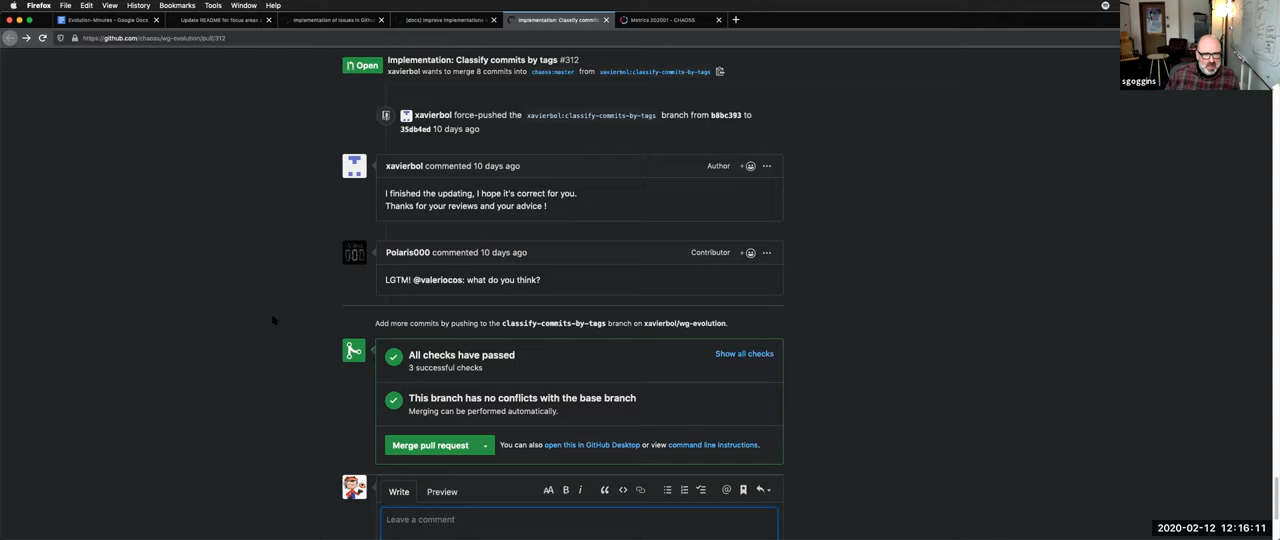 Firefox File Edit View History Bookmarks Tools Window Help
Evolution-Minutes - Google Docs
Update README for focus areas
Implementation of Issues in GitHub
[docs] Improve Implementations
Implementation: Classify commits
Metrics 202001 – CHAOSS
https://github.com/chaoss/wg-evolution/pull/312
sgoggins
Open
Implementation: Classify commits by tags #312
xavierbol wants to merge 8 commits into chaoss:master from xavierbol:classify-commits-by-tags
xavierbol force-pushed the xavierbol:classify-commits-by-tags branch from b8bc393 to
35db4ed 10 days ago
xavierbol commented 10 days ago
Author
I finished the updating, I hope it's correct for you.
Thanks for your reviews and your advice !
Polaris000 commented 10 days ago
Contributor
LGTM! @valeriocos: what do you think?
Add more commits by pushing to the classify-commits-by-tags branch on xavierbol/wg-evolution.
All checks have passed
Show all checks
3 successful checks
This branch has no conflicts with the base branch
Merging can be performed automatically.
Merge pull request
You can also open this in GitHub Desktop or view command line instructions.
Write
Preview
Leave a comment
2020-02-12 12:16:11